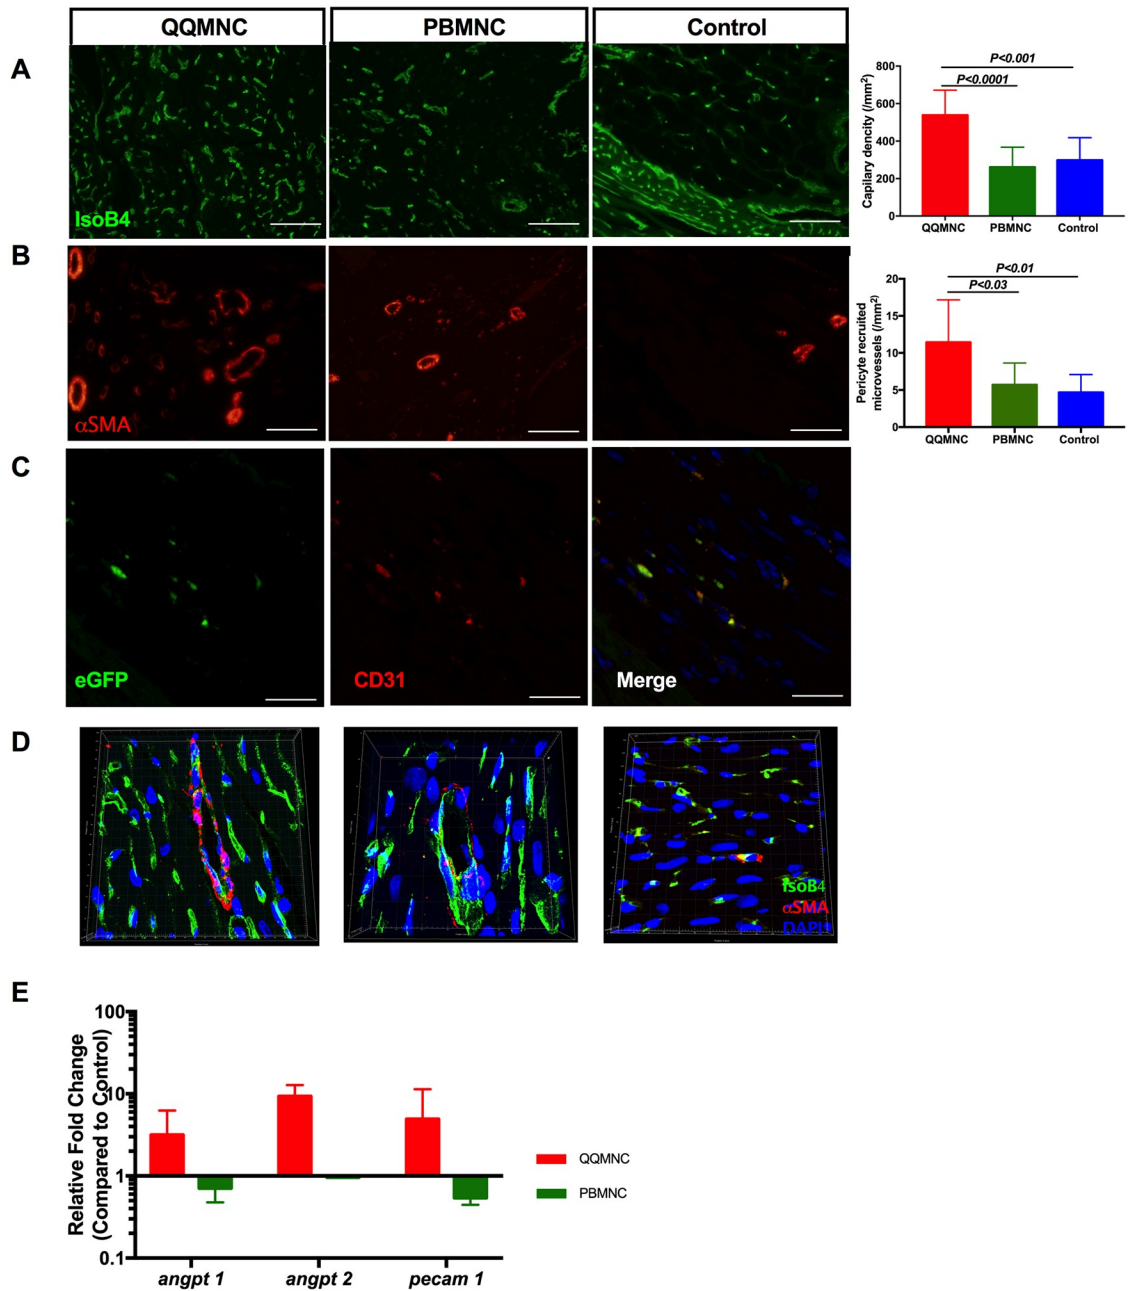 QQMNC PBMNC Control
A
IsoB4
Capilary dencity (/mm²)
800
600
400
200
0
P<0.001
P<0.0001
QQMNC PBMNC Control
B
αSMA
Pericyte recruited
microvessels (/mm²)
20
15
10
5
0
P<0.01
P<0.03
QQMNC PBMNC Control
C
eGFP CD31 Merge
D
IsoB4
αSMA
DAPI
E
Relative Fold Change
(Compared to Control)
100
10
1
0.1
angpt 1 angpt 2 pecam 1
QQMNC
PBMNC